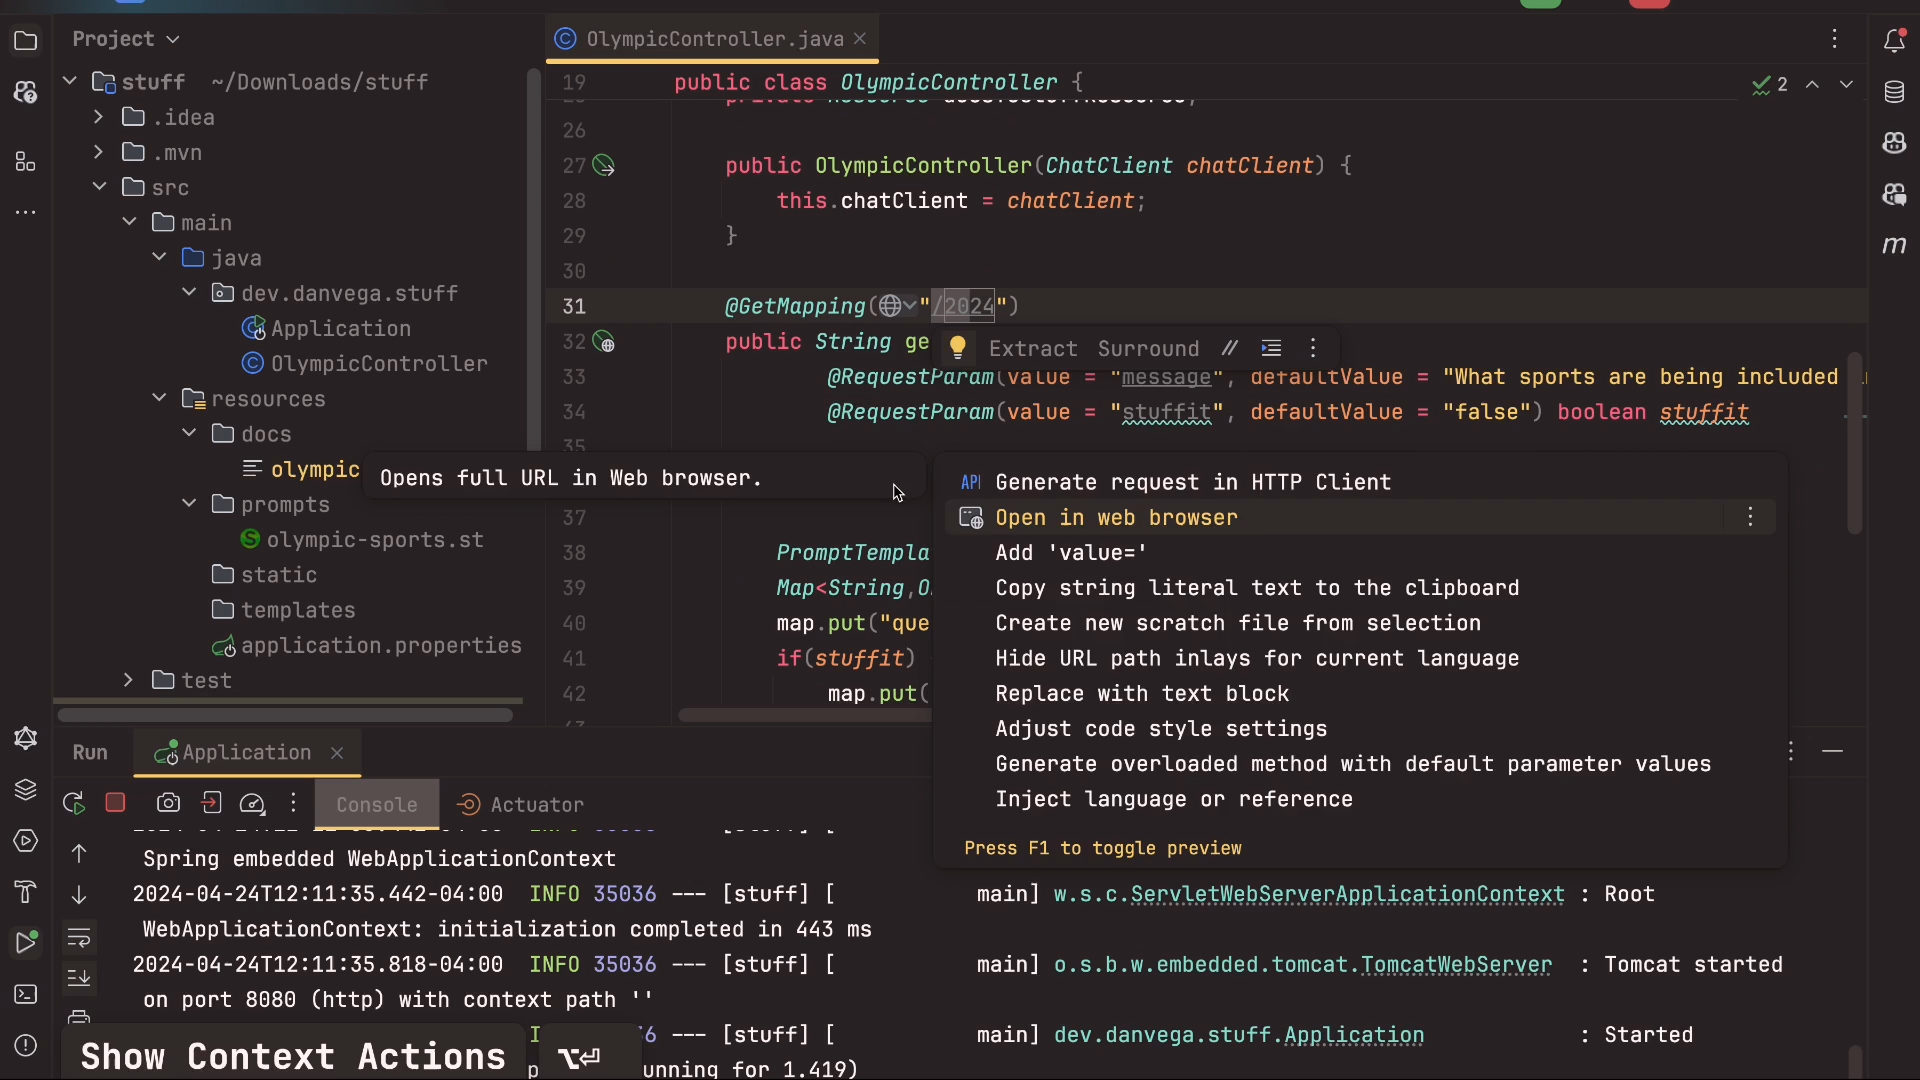 Project
stuff ~/Downloads/stuff
.idea
.mvn
src
main
java
dev.danvega.stuff
Application
OlympicController
resources
docs
olympic
prompts
olympic-sports.st
static
templates
application.properties
test
OlympicController.java
2
19 public class OlympicController {
26
27 public OlympicController(ChatClient chatClient) {
28 this.chatClient = chatClient;
29 }
30
31 @GetMapping("/2024")
32 public String ge
Extract Surround //
33 @RequestParam(value = "message", defaultValue = "What sports are being included
34 @RequestParam(value = "stuffit", defaultValue = "false") boolean stuffit
35
Opens full URL in Web browser.
37
38 PromptTempla
39 Map<String,O
40 map.put("que
41 if(stuffit)
42 map.put(
API Generate request in HTTP Client
Open in web browser
Add 'value='
Copy string literal text to the clipboard
Create new scratch file from selection
Hide URL path inlays for current language
Replace with text block
Adjust code style settings
Generate overloaded method with default parameter values
Inject language or reference
Press F1 to toggle preview
m
Run Application
Console Actuator
Spring embedded WebApplicationContext
2024-04-24T12:11:35.442-04:00 INFO 35036 --- [stuff] [ main] w.s.c.ServletWebServerApplicationContext : Root
WebApplicationContext: initialization completed in 443 ms
2024-04-24T12:11:35.818-04:00 INFO 35036 --- [stuff] [ main] o.s.b.w.embedded.tomcat.TomcatWebServer : Tomcat started
on port 8080 (http) with context path ''
6 --- [stuff] [ main] dev.danvega.stuff.Application : Started
unning for 1.419)
Show Context Actions ⌥⏎